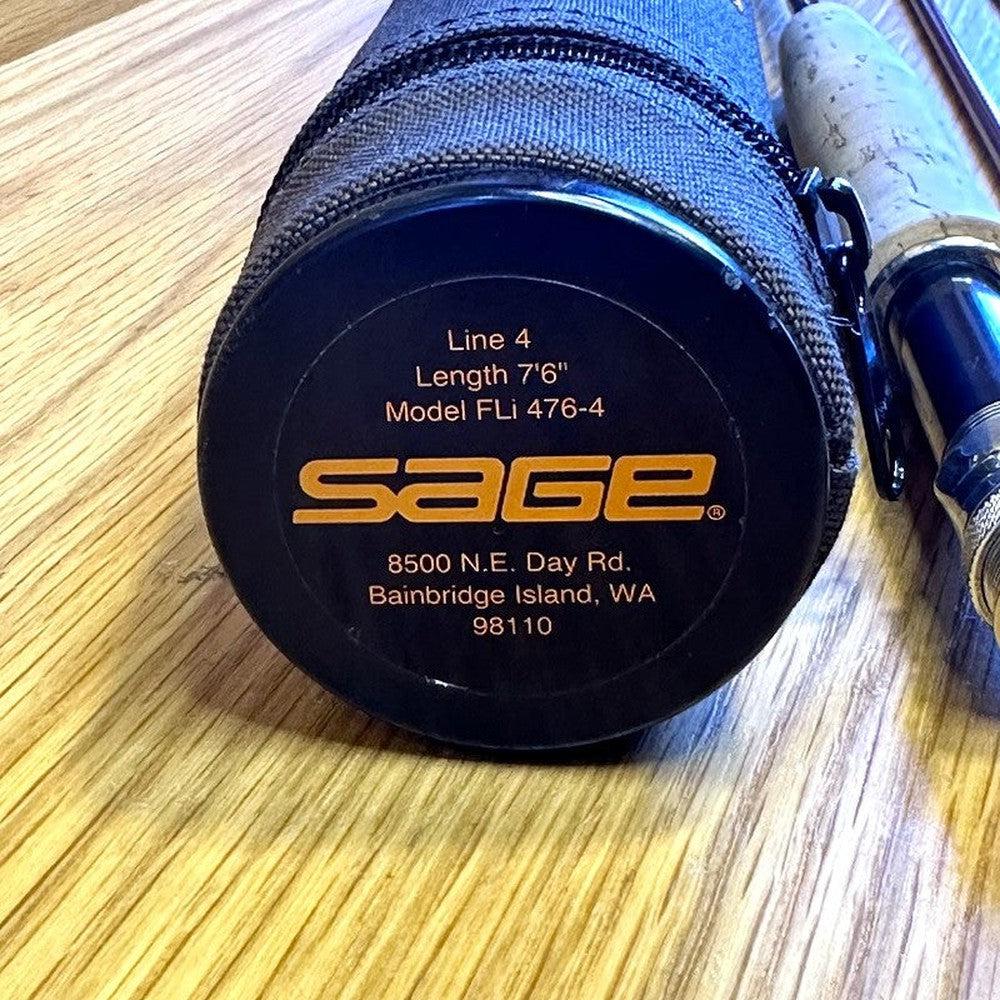 Line 4
Length 7'6"
Model FLi 476-4
SAGE®
8500 N.E. Day Rd.
Bainbridge Island, WA
98110